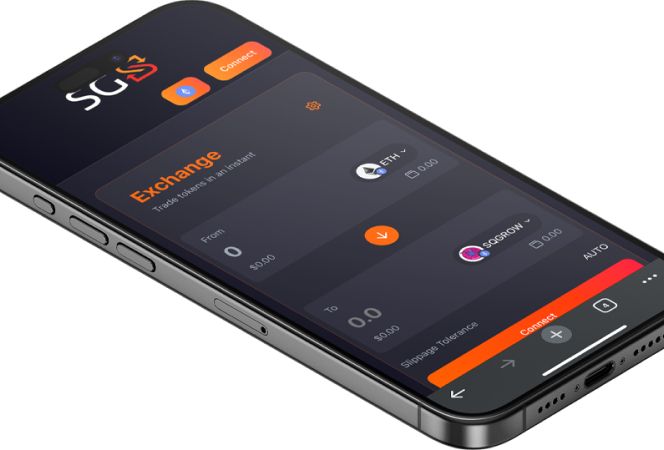 SG
Connect
Exchange
Trade tokens in an instant
From
ETH
0
0.00
$0.00
To
SQGROW
0.0
0.00
$0.00
Slippage Tolerance
AUTO
Connect
4